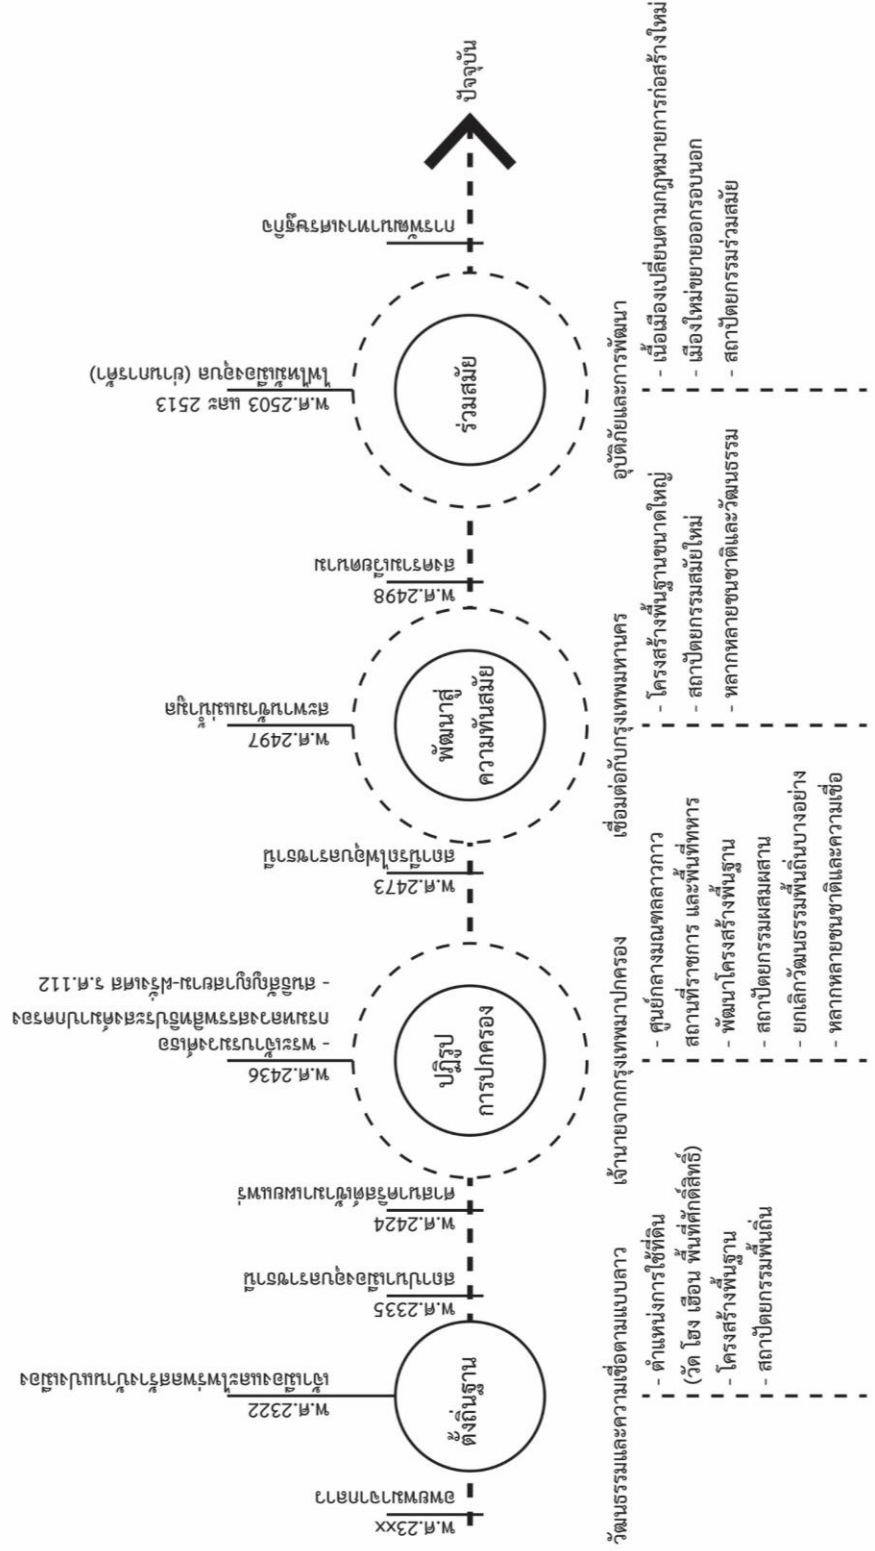 พ.ศ.23xx
อพยพมาจากลาว
พ.ศ.2322
เจ้าเมืองและไพร่พลสร้างบ้านแปงเมือง
ตั้งถิ่นฐาน
พ.ศ.2335
สถาปนาเมืองอุบลราชธานี
พ.ศ.2424
ศาสนาคริสต์เข้ามาเผยแพร่
วัฒนธรรมและความเชื่อตามแบบลาว
- ตำแหน่งการใช้ที่ดิน
(วัด โฮง เฮือน พื้นที่ศักดิ์สิทธิ์)
- โครงสร้างพื้นฐาน
- สถาปัตยกรรมพื้นถิ่น
พ.ศ.2436
- พระเจ้าบรมวงศ์เธอ
กรมหลวงสรรพสิทธิประสงค์มาปกครอง
- สนธิสัญญาสยาม-ฝรั่งเศส ร.ศ.112
ปฏิรูป
การปกครอง
เจ้านายจากกรุงเทพมาปกครอง
- ศูนย์กลางมณฑลลาวกาว
สถานที่ราชการ และพื้นที่ทหาร
- พัฒนาโครงสร้างพื้นฐาน
- สถาปัตยกรรมผสมผสาน
- ยกเลิกวัฒนธรรมพื้นถิ่นบางอย่าง
- หลากหลายชนชาติและความเชื่อ
พ.ศ.2473
สถานีรถไฟอุบลราชธานี
พ.ศ.2497
สะพานข้ามแม่น้ำมูล
พัฒนาสู่
ความทันสมัย
เชื่อมต่อกับกรุงเทพมหานคร
- โครงสร้างพื้นฐานขนาดใหญ่
- สถาปัตยกรรมสมัยใหม่
- หลากหลายชนชาติและวัฒนธรรม
พ.ศ.2498
สงครามเวียดนาม
พ.ศ.2503 และ 2513
ไฟไหม้เมืองอุบล (ย่านการค้า)
ร่วมสมัย
อุบัติภัยและการพัฒนา
- เนื้อเมืองเปลี่ยนตามกฎหมายการก่อสร้างใหม่
- เมืองใหม่ขยายออกรอบนอก
- สถาปัตยกรรมร่วมสมัย
การพัฒนาทางเศรษฐกิจ
ปัจจุบัน